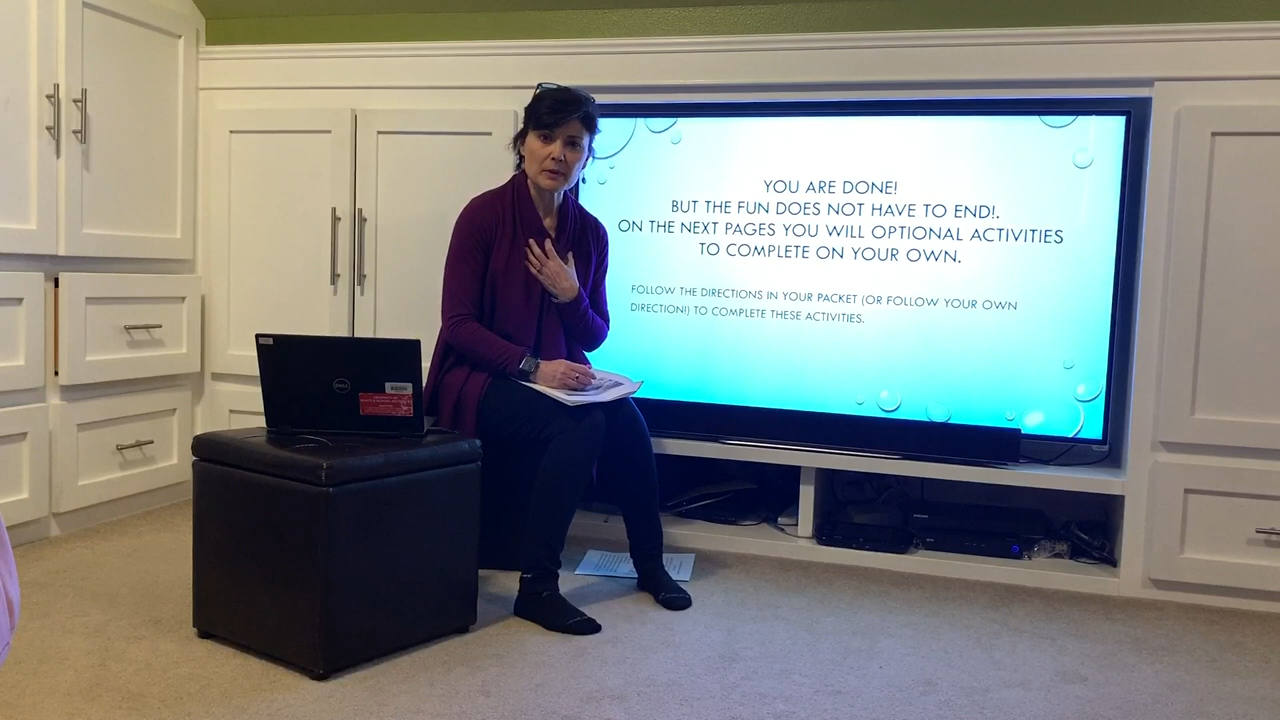 YOU ARE DONE!
BUT THE FUN DOES NOT HAVE TO END!.
ON THE NEXT PAGES YOU WILL OPTIONAL ACTIVITIES
TO COMPLETE ON YOUR OWN.
FOLLOW THE DIRECTIONS IN YOUR PACKET (OR FOLLOW YOUR OWN
DIRECTION!) TO COMPLETE THESE ACTIVITIES.
DELL